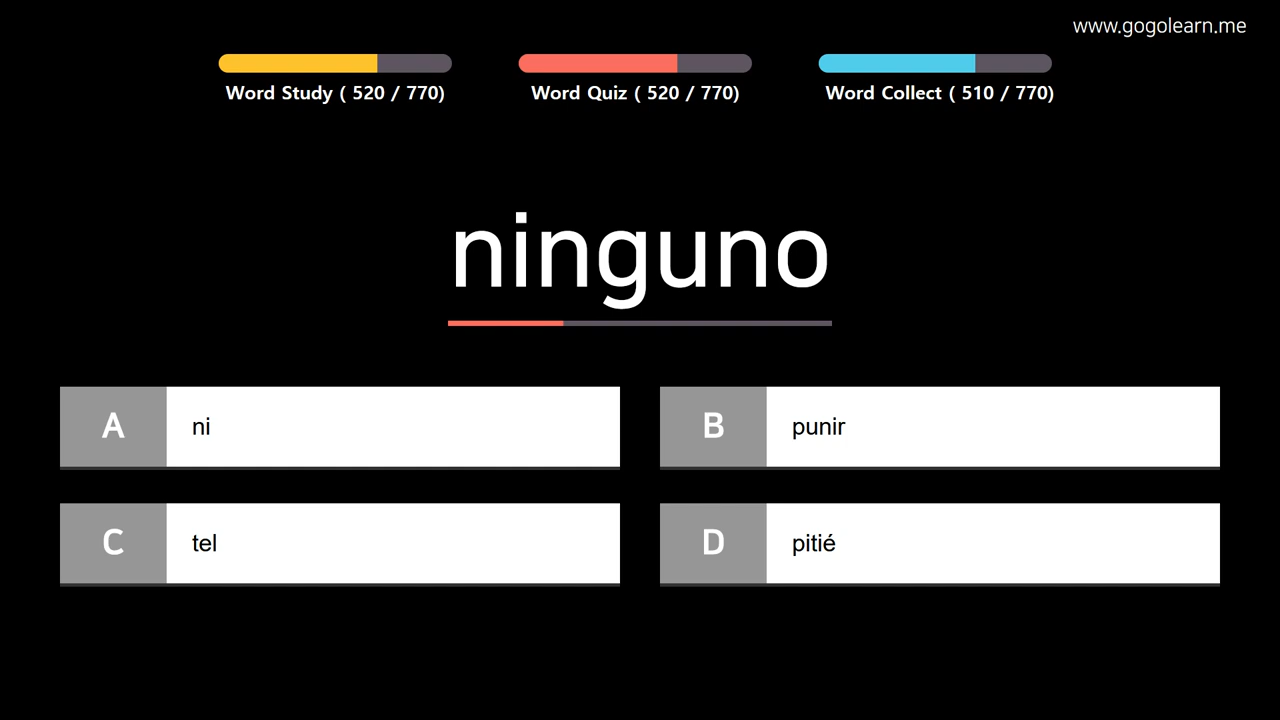 www.gogolearn.me
Word Study ( 520 / 770)
Word Quiz ( 520 / 770)
Word Collect ( 510 / 770)
ninguno
A ni
B punir
C tel
D pitié